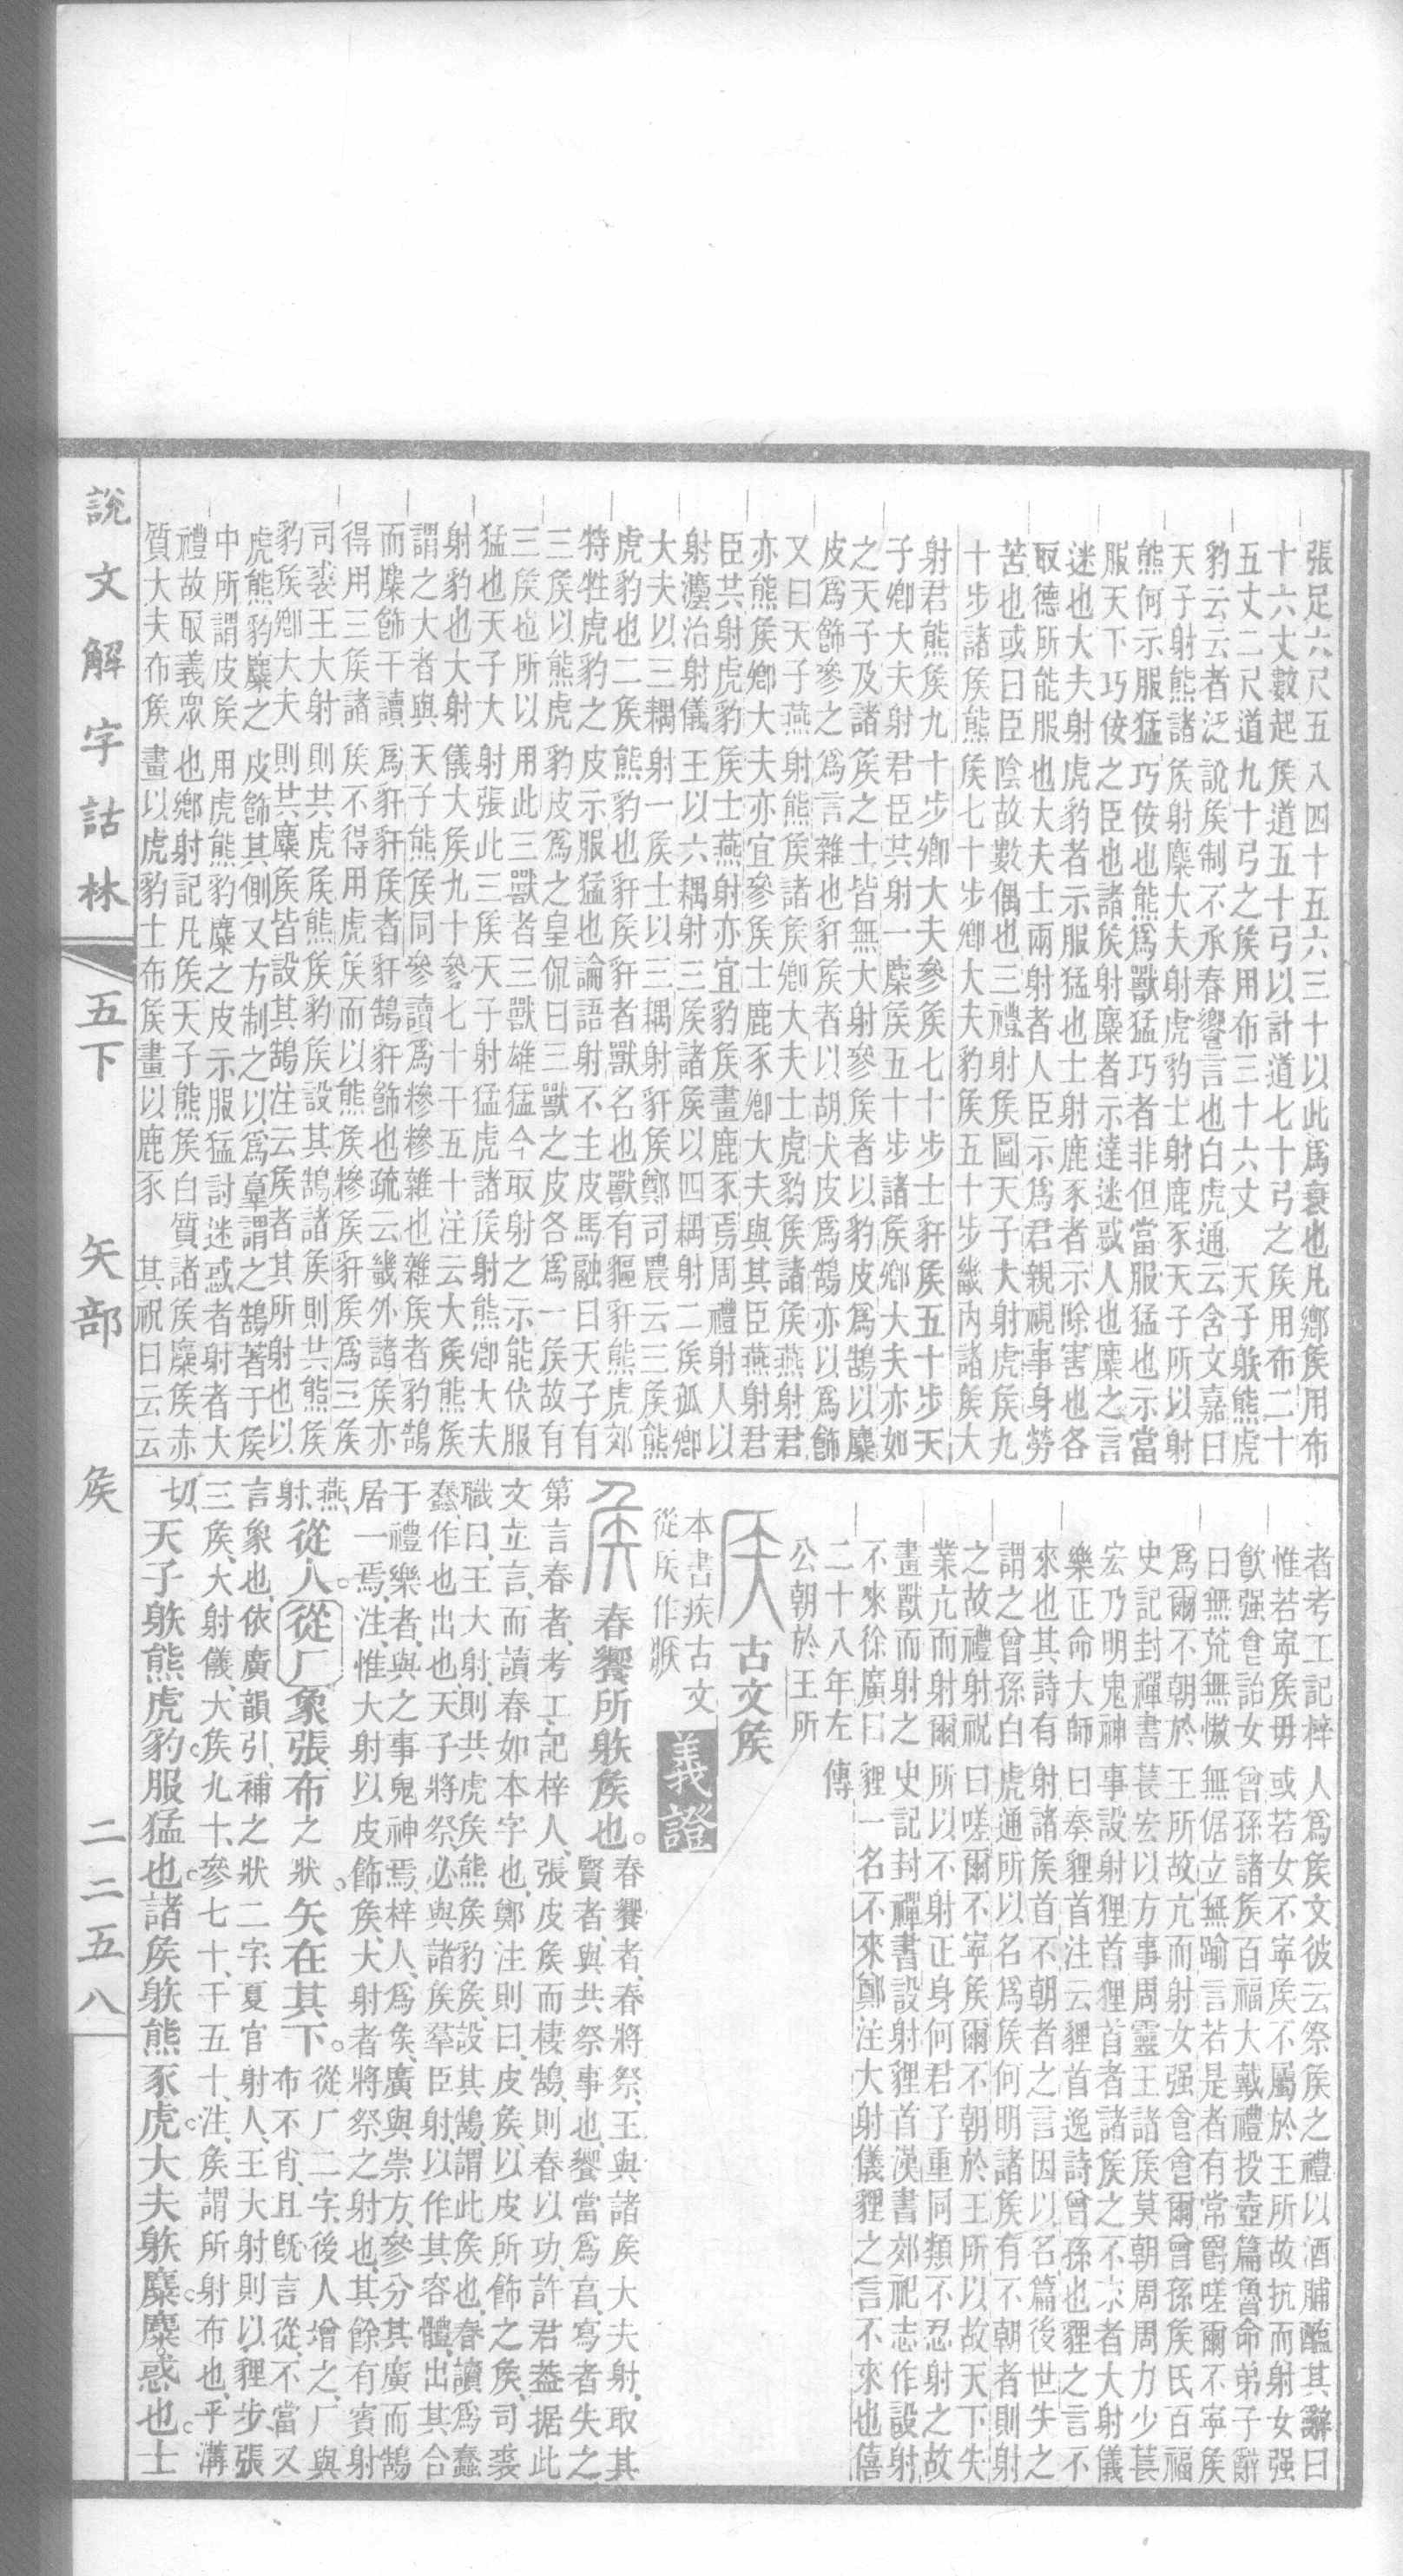 張足六尺五八四十五六三十以此爲衰也凡鄉矦用布
十六丈數起矦道五十弓以計道七十弓之矦用布二十
五丈二尺道九十弓之矦用布三十六丈 天子躲熊虎
豹云云者泛說矦制不承春饗言也白虎通云含文嘉曰
天子射熊諸矦射麋大夫射虎豹士射鹿豕天子所以射
熊何示服猛巧佞也熊爲獸猛巧者非但當服猛也示當
服天下巧佞之臣也諸矦射麋者示達迷惑人也麋之言
迷也大夫射虎豹者示服猛也士射鹿豕者示除害也各
取德所能服也大夫士兩射者人臣示爲君親視事身勞
苦也或曰臣陰故數偶也三禮射矦圖天子大射虎矦九
十步諸矦熊矦七十步鄉大夫豹矦五十步畿内諸矦大
射君熊矦九十步鄉大夫參矦七十步士豻矦五十步天
子鄉大夫射君臣共射一麋矦五十步諸矦鄉大夫亦如
之天子及諸矦之士皆無大射參矦者以豹皮爲鵠以麋
皮爲飾參之爲言雜也豻矦者以胡犬皮爲鵠亦以爲飾
又曰天子燕射熊矦諸矦鄉大夫士虎豹矦諸矦燕射君
亦熊矦鄉大夫亦宜參矦士鹿豕鄉大夫與其臣燕射君
臣共射虎豹矦士燕射亦宜豹矦畫鹿豕焉周禮射人以
射灋治射儀王以六耦射三矦諸矦以四耦射二矦孤鄉
大夫以三耦射一矦士以三耦射豻矦鄭司農云三矦熊
虎豹也二矦熊豹也豻矦豻者獸名也獸有貙豻熊虎郊
特牲虎豹之皮示服猛也論語射不主皮馬融曰天子有
三矦以熊虎豹皮爲之皇侃曰三獸之皮各爲一矦故有
三矦也所以用此三獸者三獸雄猛今取射之示能伏服
猛也天子大射張此三矦天子射猛虎諸矦射熊鄉大夫
射豹也大射儀大矦九十參七十干五十注云大矦熊矦
謂之大者與天子熊矦同參讀爲糝糝雜也雜矦者豹鵠
而麋飾干讀爲豻豻矦者豻鵠豻飾也疏云畿外諸矦亦
得用三矦諸矦不得用虎矦而以熊矦糝矦豻矦爲三矦
司裘王大射則共虎矦熊矦豹矦設其鵠諸矦則共熊矦
豹矦鄉大夫則共麋矦皆設其鵠注云矦者其所射也以
虎熊豹麋之皮飾其側又方制之以爲𦤃謂之鵠著于矦
中所謂皮矦用虎熊豹麋之皮示服猛討迷惑者射者大
禮故取義眾也鄉射記凡矦天子熊矦白質諸矦麋矦赤
質大夫布矦畫以虎豹士布矦畫以鹿豕 其祝曰云云
者考工記梓人爲矦文彼云祭矦之禮以酒脯醢其辭曰
惟若寧矦毋或若女不寧矦不屬於王所故抗而射女强
飮强食詒女曾孫諸矦百福大戴禮投壺篇魯命弟子辭
曰無荒無慠無倨立無踰言若是者有常爵嗟爾不寧矦
爲爾不朝於王所故亢而射女强食食爾曾孫矦氏百福
史記封禪書萇宏以方事周靈王諸矦莫朝周周力少萇
宏乃明鬼神事設射貍首貍首者諸矦之不來者大射儀
樂正命大師曰奏貍首注云貍首逸詩曾孫也貍之言不
來也其詩有射諸矦首不朝者之言因以名篇後世失之
謂之曾孫白虎通所以名爲矦何明諸矦有不朝者則射
之故禮射祝曰嗟爾不寧矦爾不朝於王所以故天下失
業亢而射爾所以不射正身何君子重同類不忍射之故
畫獸而射之史記封禪書設射貍首漢書郊祀志作設射
不來徐廣曰貍一名不來鄭注大射儀貍之言不來也僖
二十八年左傳
公朝於王所
古文矦
本書㾅古文
從矦作㾅
義證
春饗所躲矦也。春饗者、春將祭、王與諸矦大夫射、取其
賢者、與共祭事也、饗當爲亯、寫者失之
第言春者、考工記梓人、張皮矦而棲鵠、則春以功、許君葢据此
文立言、而讀春如本字也、鄭注則曰、皮矦、以皮所飾之矦、司裘
職曰、王大射、則共虎矦熊矦豹矦、設其鵠、謂此矦也、春讀爲蠢
蠢、作也、出也、天子將祭、必與諸矦羣臣射、以作其容體、出其合
于禮樂者、與之事鬼神焉、梓人、爲矦、廣與崇方、參分其廣而鵠
居一焉、注、惟大射以皮飾矦、大射者、將祭之射也、其餘有賓射
燕射、從人。從厂象張布之狀。矢在其下。從厂二字、後人增之、厂與
布不肖、且旣言從、不當又
言象也、依廣韻引、補之狀二字、夏官射人、王大射則以貍步、張
三矦、大射儀、大矦九十、參七十、干五十、注、矦謂所射布也、乎溝
切、天子躲熊虎豹。服猛也。諸矦躲熊豕虎。大夫躲麋。麋惑也。士
說文解字詁林 五下 矢部 矦 二二五八